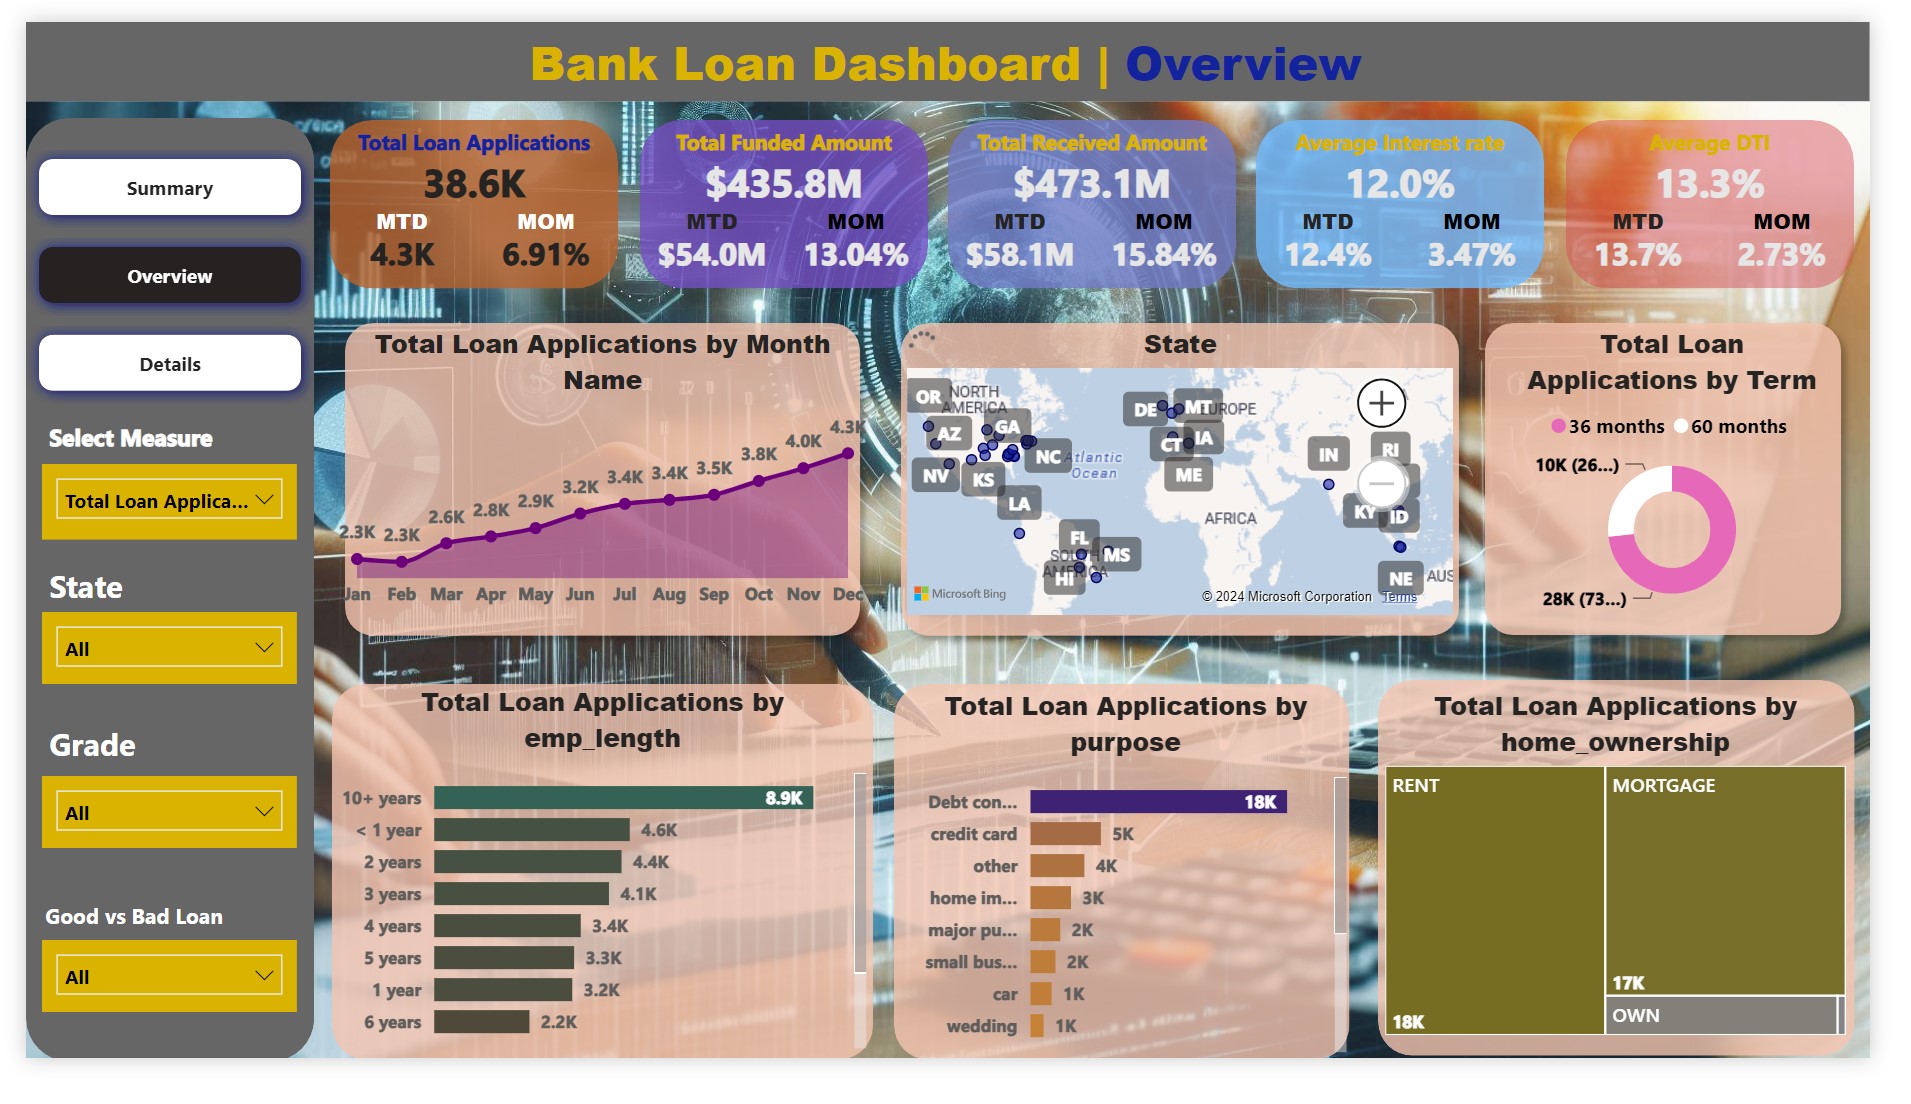 Bank Loan Dashboard | Overview
Summary
Overview
Details
Select Measure
Total Loan Applica...
State
All
Grade
All
Good vs Bad Loan
All
Total Loan Applications
38.6K
MTD MOM
4.3K 6.91%
Total Funded Amount
$435.8M
MTD MOM
$54.0M 13.04%
Total Received Amount
$473.1M
MTD MOM
$58.1M 15.84%
Average Interest rate
12.0%
MTD MOM
12.4% 3.47%
Average DTI
13.3%
MTD MOM
13.7% 2.73%
Total Loan Applications by Month
Name
2.3K 2.3K 2.6K 2.8K 2.9K 3.2K 3.4K 3.4K 3.5K 3.8K 4.0K 4.3K
Jan Feb Mar Apr May Jun Jul Aug Sep Oct Nov Dec
State
OR
NORTH
AMERICA
AZ
GA
NV
KS
NC
LA
Atlantic
Ocean
DE
MT
EUROPE
CT
IA
ME
IN
RI
KY
ID
AFRICA
FL
MS
SOUTH
AMERICA
HI
NE
AUS
Microsoft Bing
© 2024 Microsoft Corporation Terms
Total Loan
Applications by Term
36 months 60 months
10K (26...)
28K (73...)
Total Loan Applications by
emp_length
10+ years 8.9K
< 1 year 4.6K
2 years 4.4K
3 years 4.1K
4 years 3.4K
5 years 3.3K
1 year 3.2K
6 years 2.2K
Total Loan Applications by
purpose
Debt con... 18K
credit card 5K
other 4K
home im... 3K
major pu... 2K
small bus... 2K
car 1K
wedding 1K
Total Loan Applications by
home_ownership
RENT
18K
MORTGAGE
17K
OWN